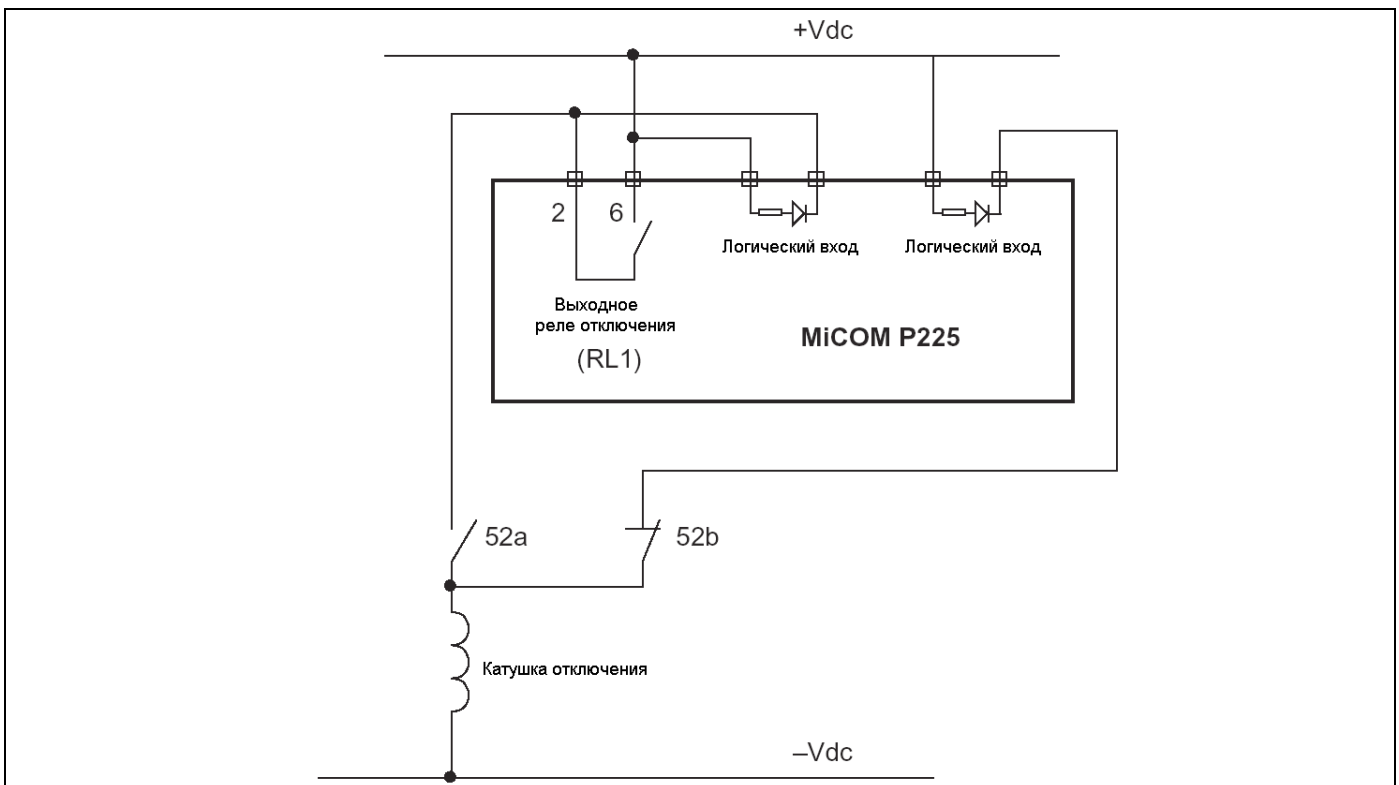 +Vdc
2 6
Логический вход Логический вход
Выходное
реле отключения
(RL1)
MiCOM P225
52a 52b
Катушка отключения
–Vdc